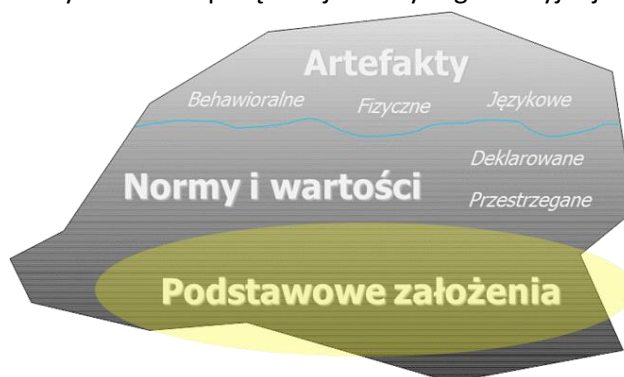 Artefakty
Behawioralne Fizyczne Językowe
Deklarowane
Normy i wartości
Przestrzegane
Podstawowe założenia